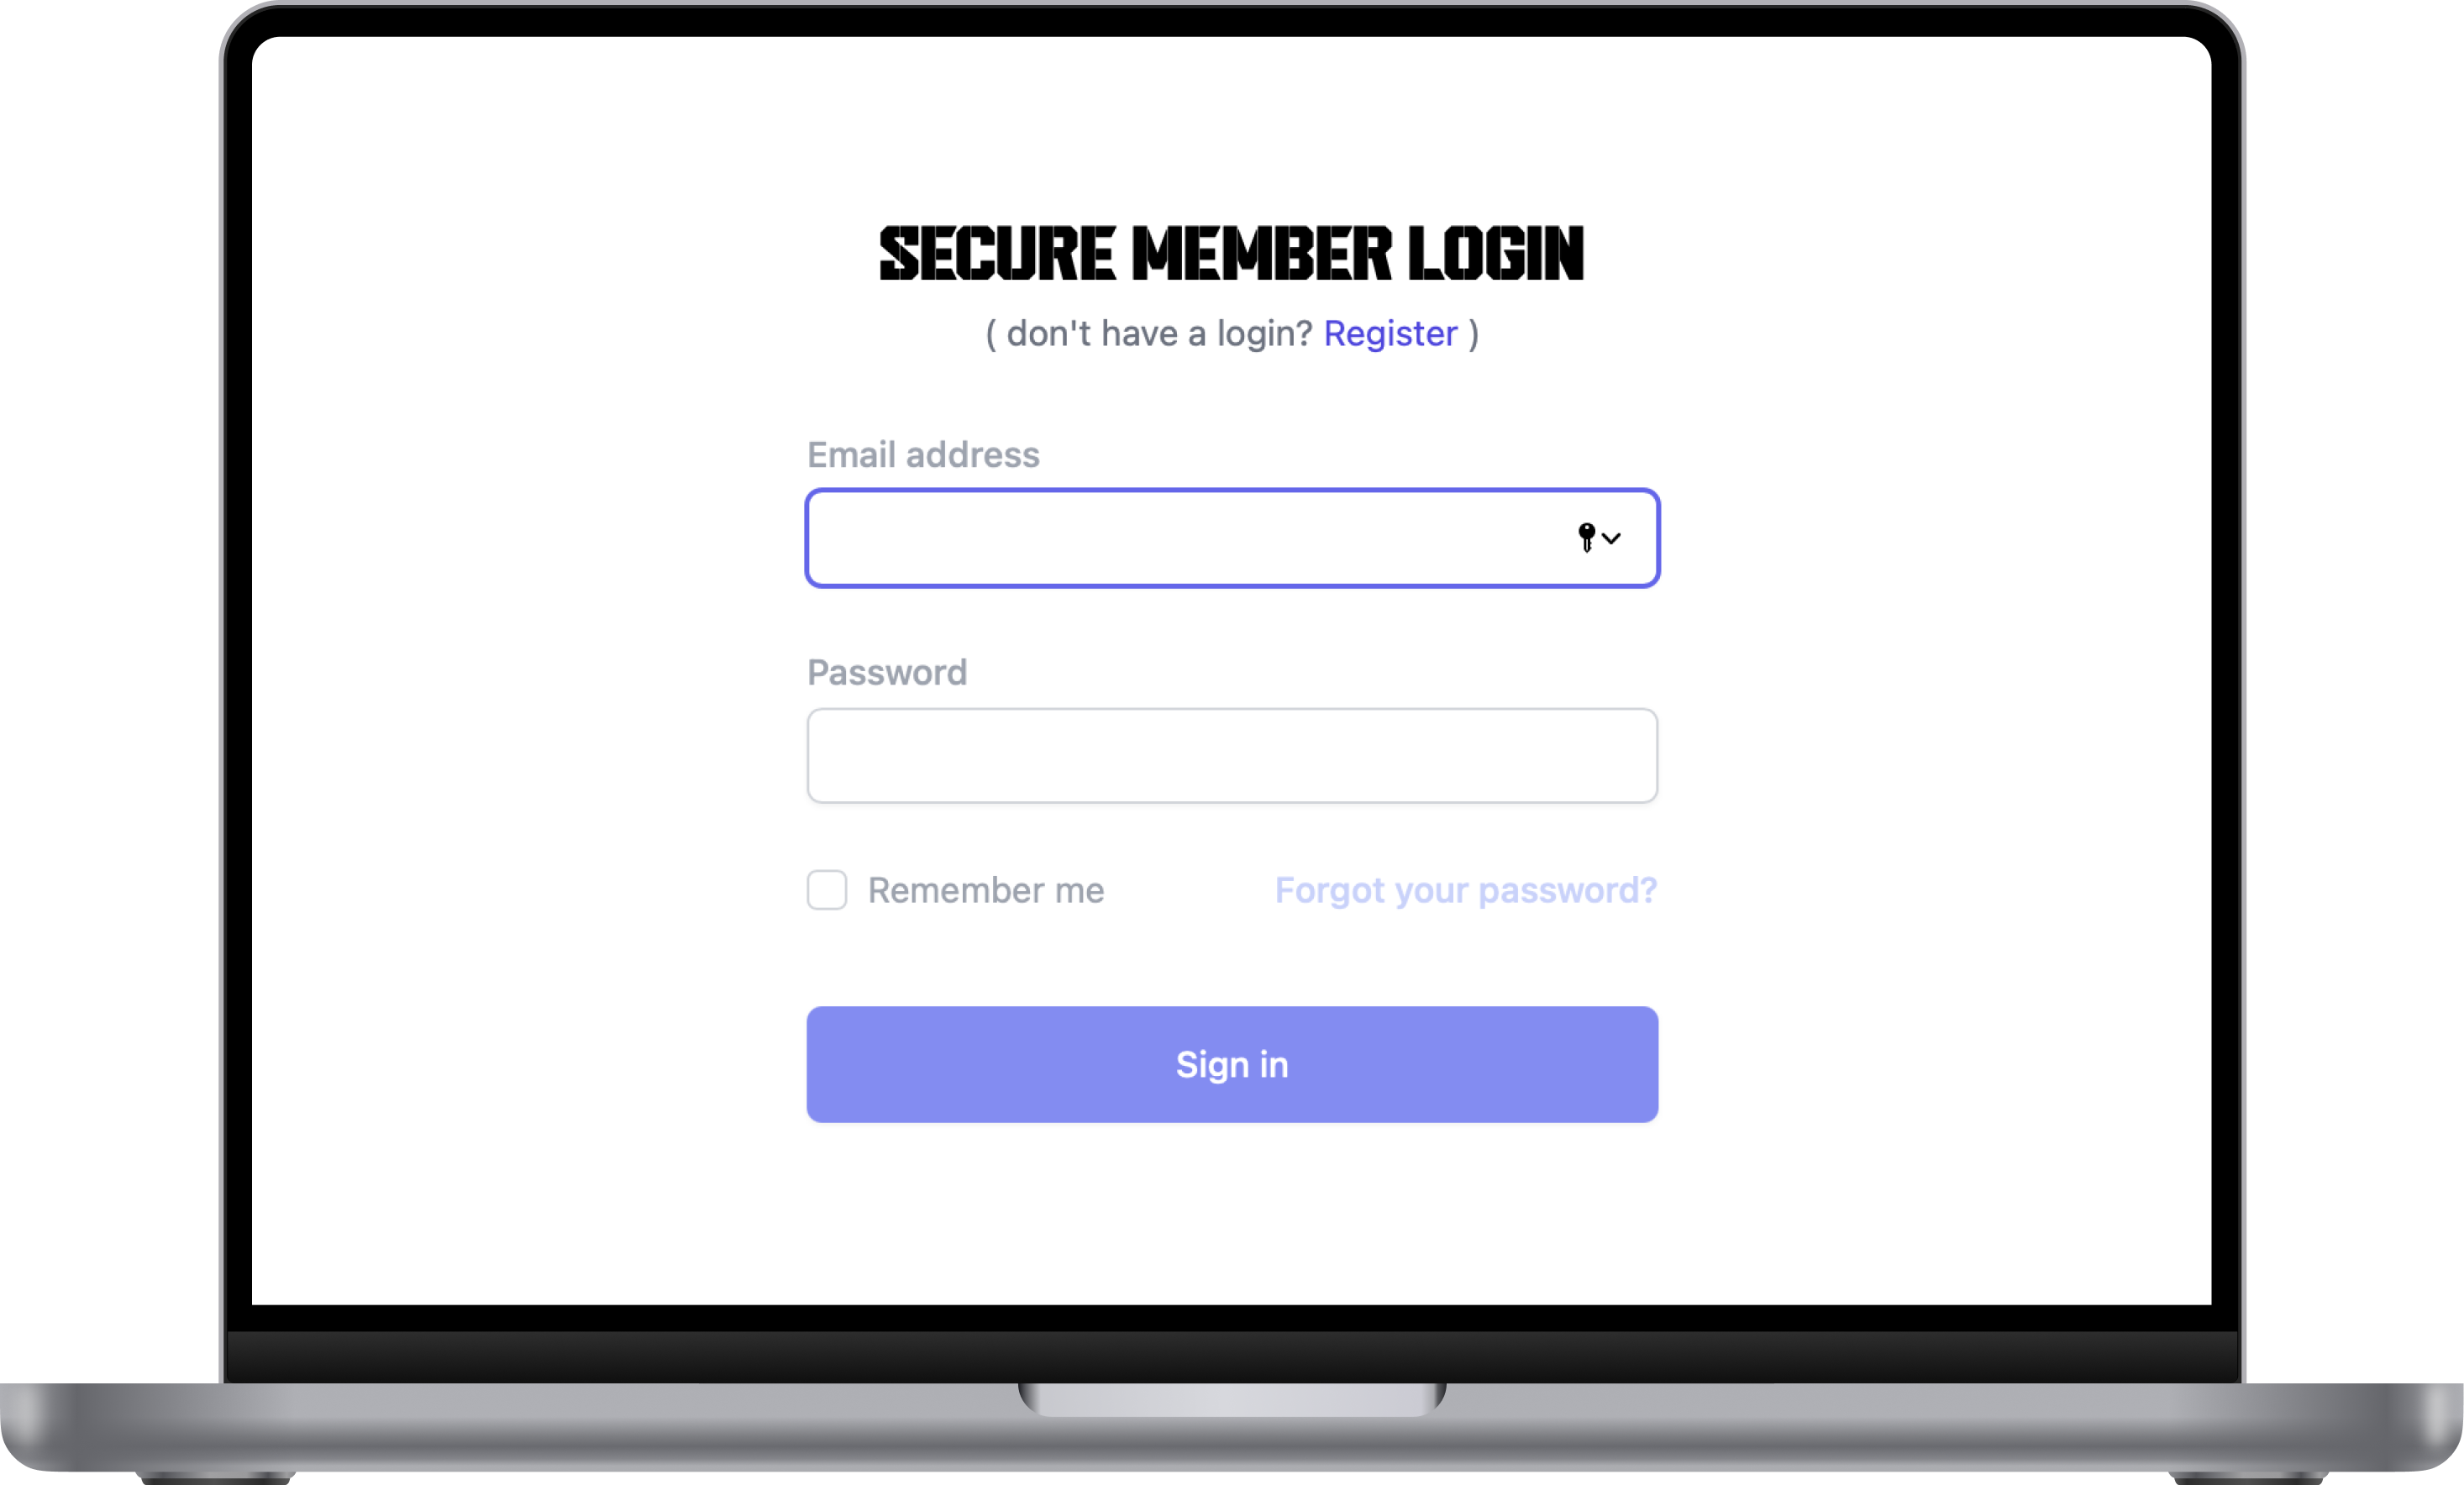 SECURE MEMBER LOGIN
( don't have a login? Register )
Email address
Password
Remember me Forgot your password?
Sign in